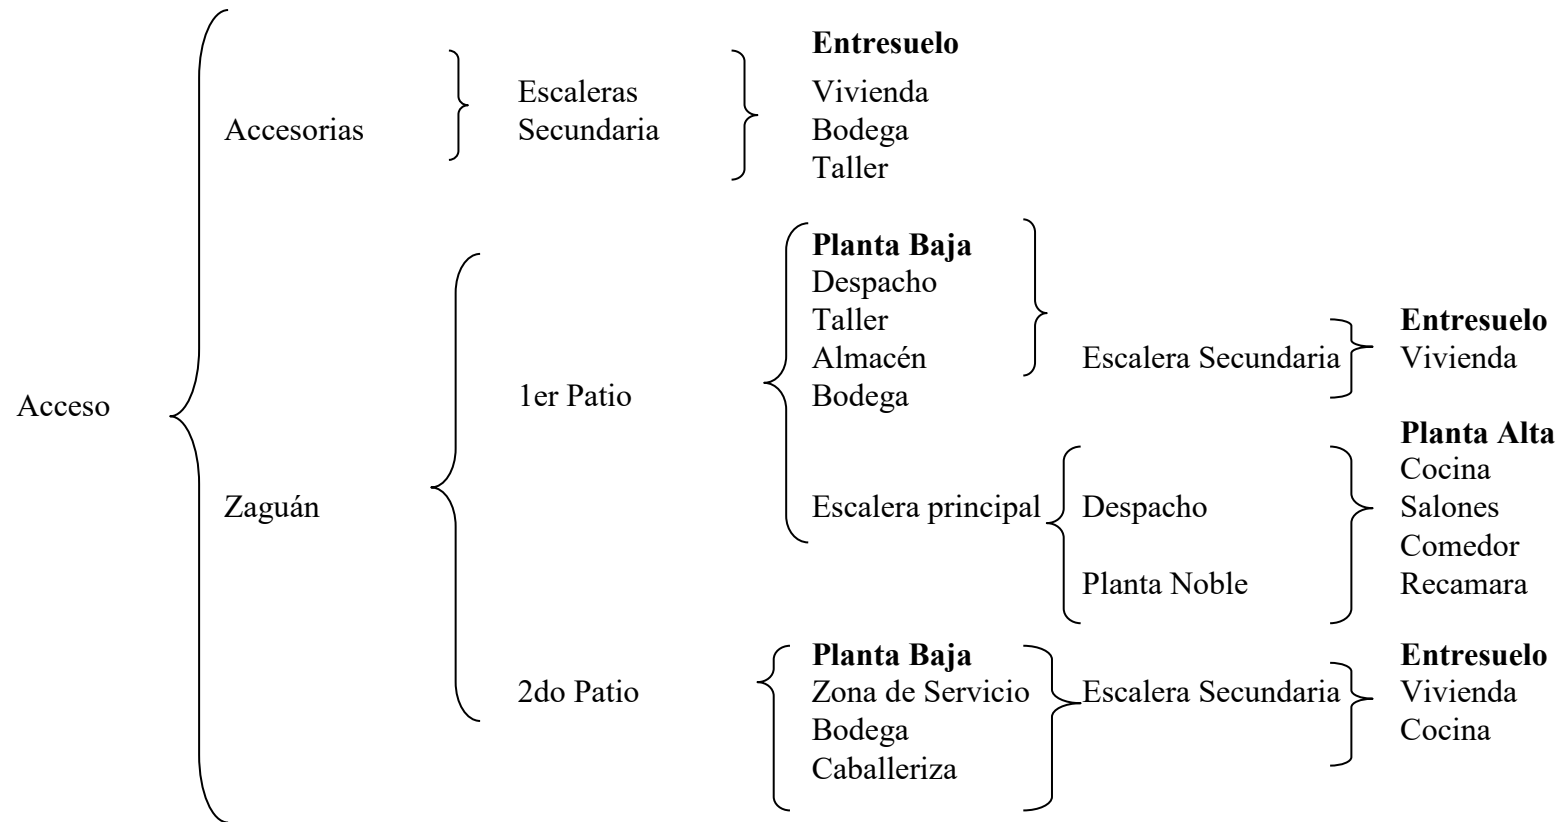 Acceso
Accesorias
Escaleras
Secundaria
Entresuelo
Vivienda
Bodega
Taller
Zaguán
1er Patio
Planta Baja
Despacho
Taller
Almacén
Bodega
Escalera Secundaria
Entresuelo
Vivienda
Escalera principal
Despacho
Planta Noble
Planta Alta
Cocina
Salones
Comedor
Recamara
2do Patio
Planta Baja
Zona de Servicio
Bodega
Caballeriza
Escalera Secundaria
Entresuelo
Vivienda
Cocina